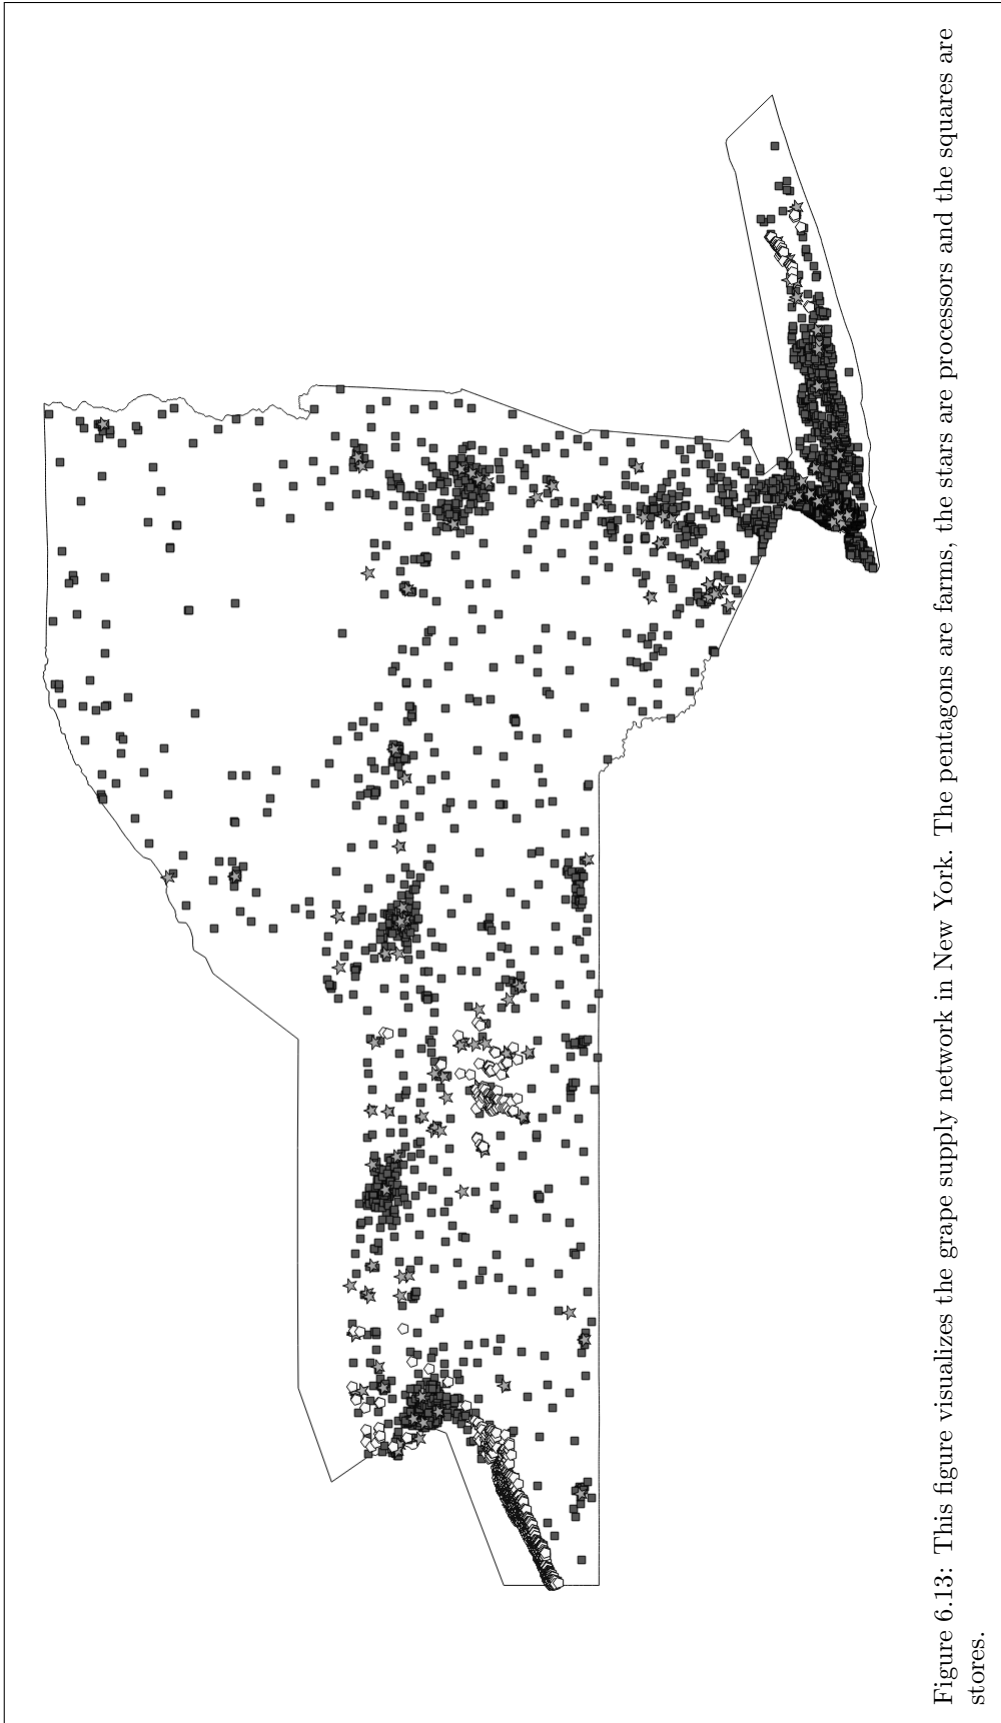 Figure 6.13: This figure visualizes the grape supply network in New York. The pentagons are farms, the stars are processors and the squares are
stores.